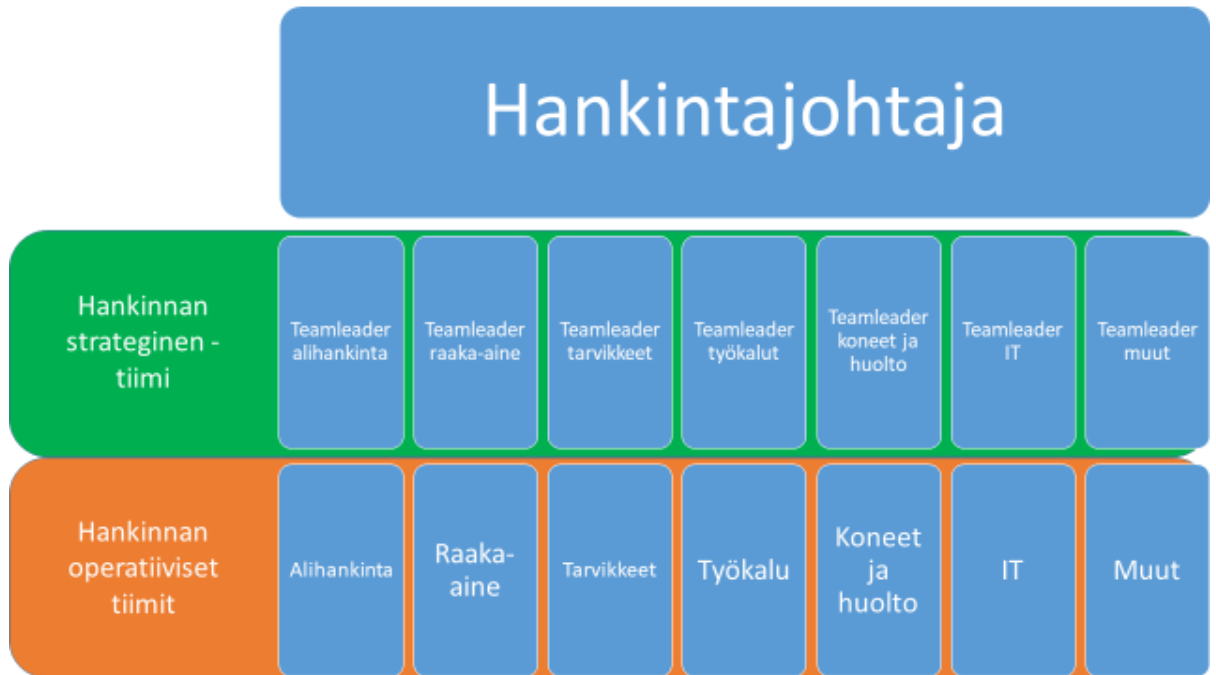 Hankintajohtaja
Hankinnan
strateginen -
tiimi
Teamleader
alihankinta
Teamleader
raaka-aine
Teamleader
tarvikkeet
Teamleader
työkalut
Teamleader
koneet ja
huolto
Teamleader
IT
Teamleader
muut
Hankinnan
operatiiviset
tiimit
Alihankinta
Raaka-
aine
Tarvikkeet
Työkalu
Koneet
ja
huolto
IT
Muut